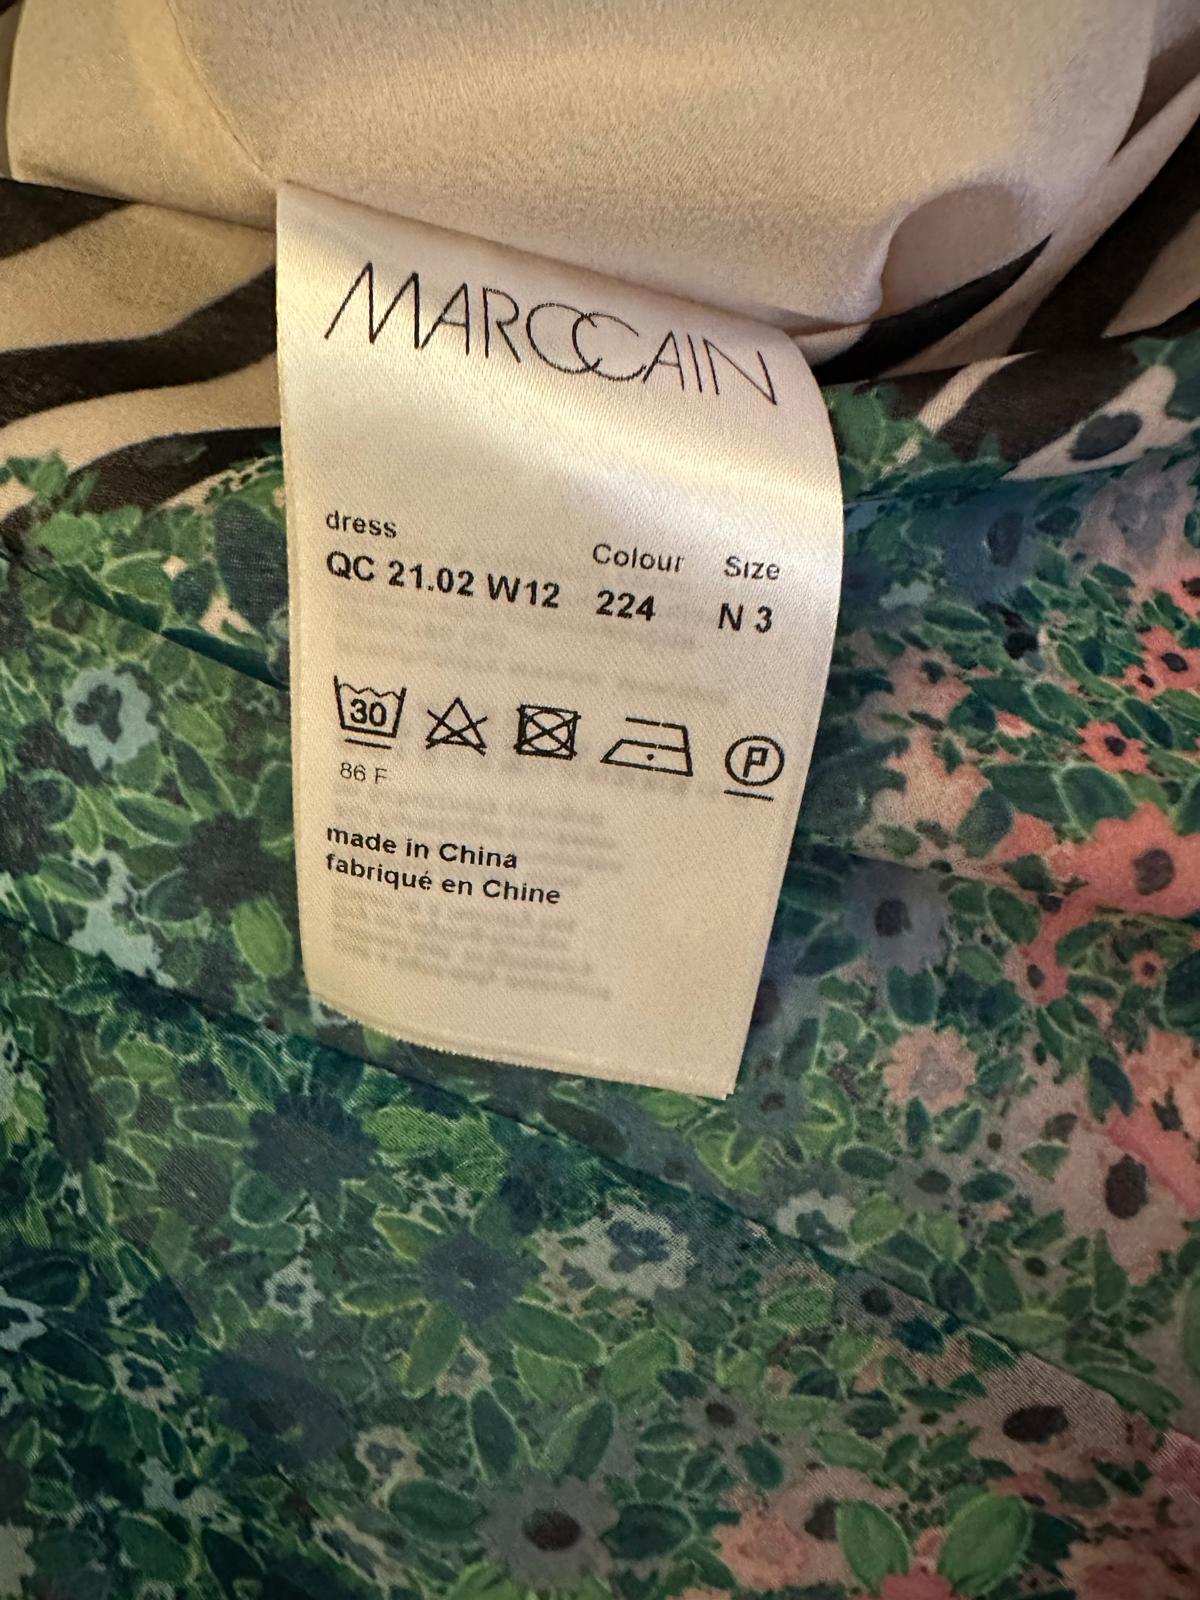 MARCCAIN
dress Colour Size
QC 21.02 W12 224 N 3
30 P
86 F
made in China
fabriqué en Chine